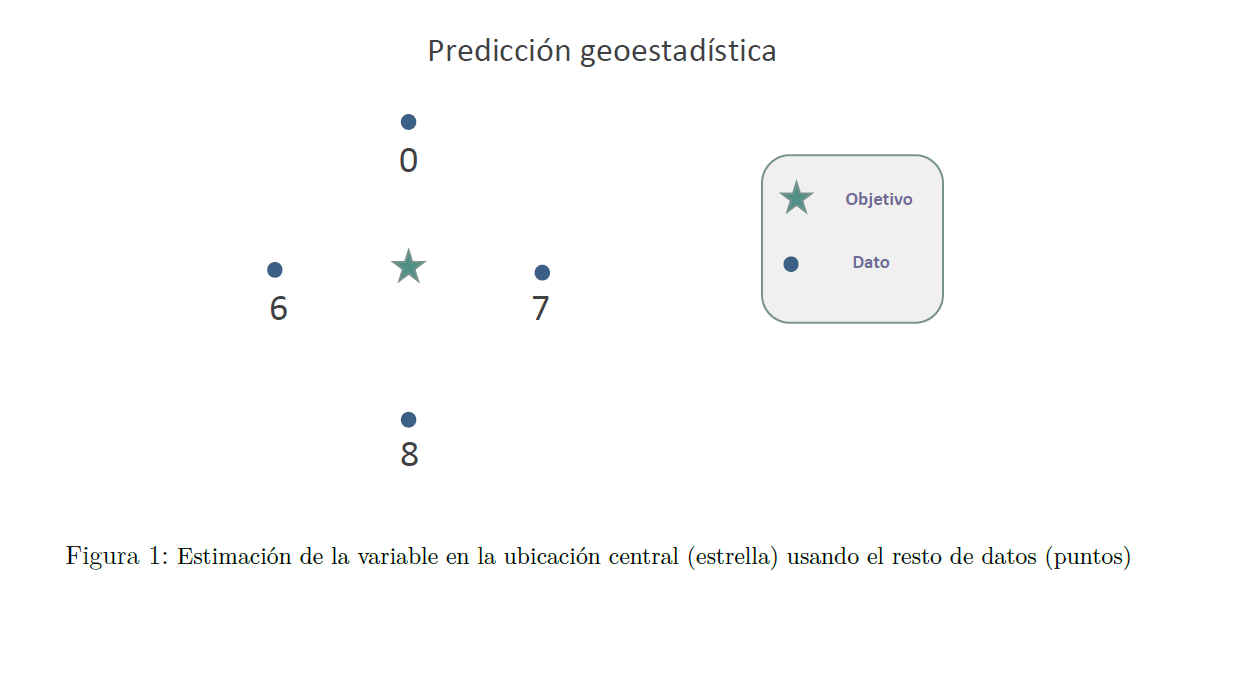 Predicción geoestadística
0
Objetivo
Dato
6
7
8
Figura 1: Estimación de la variable en la ubicación central (estrella) usando el resto de datos (puntos)